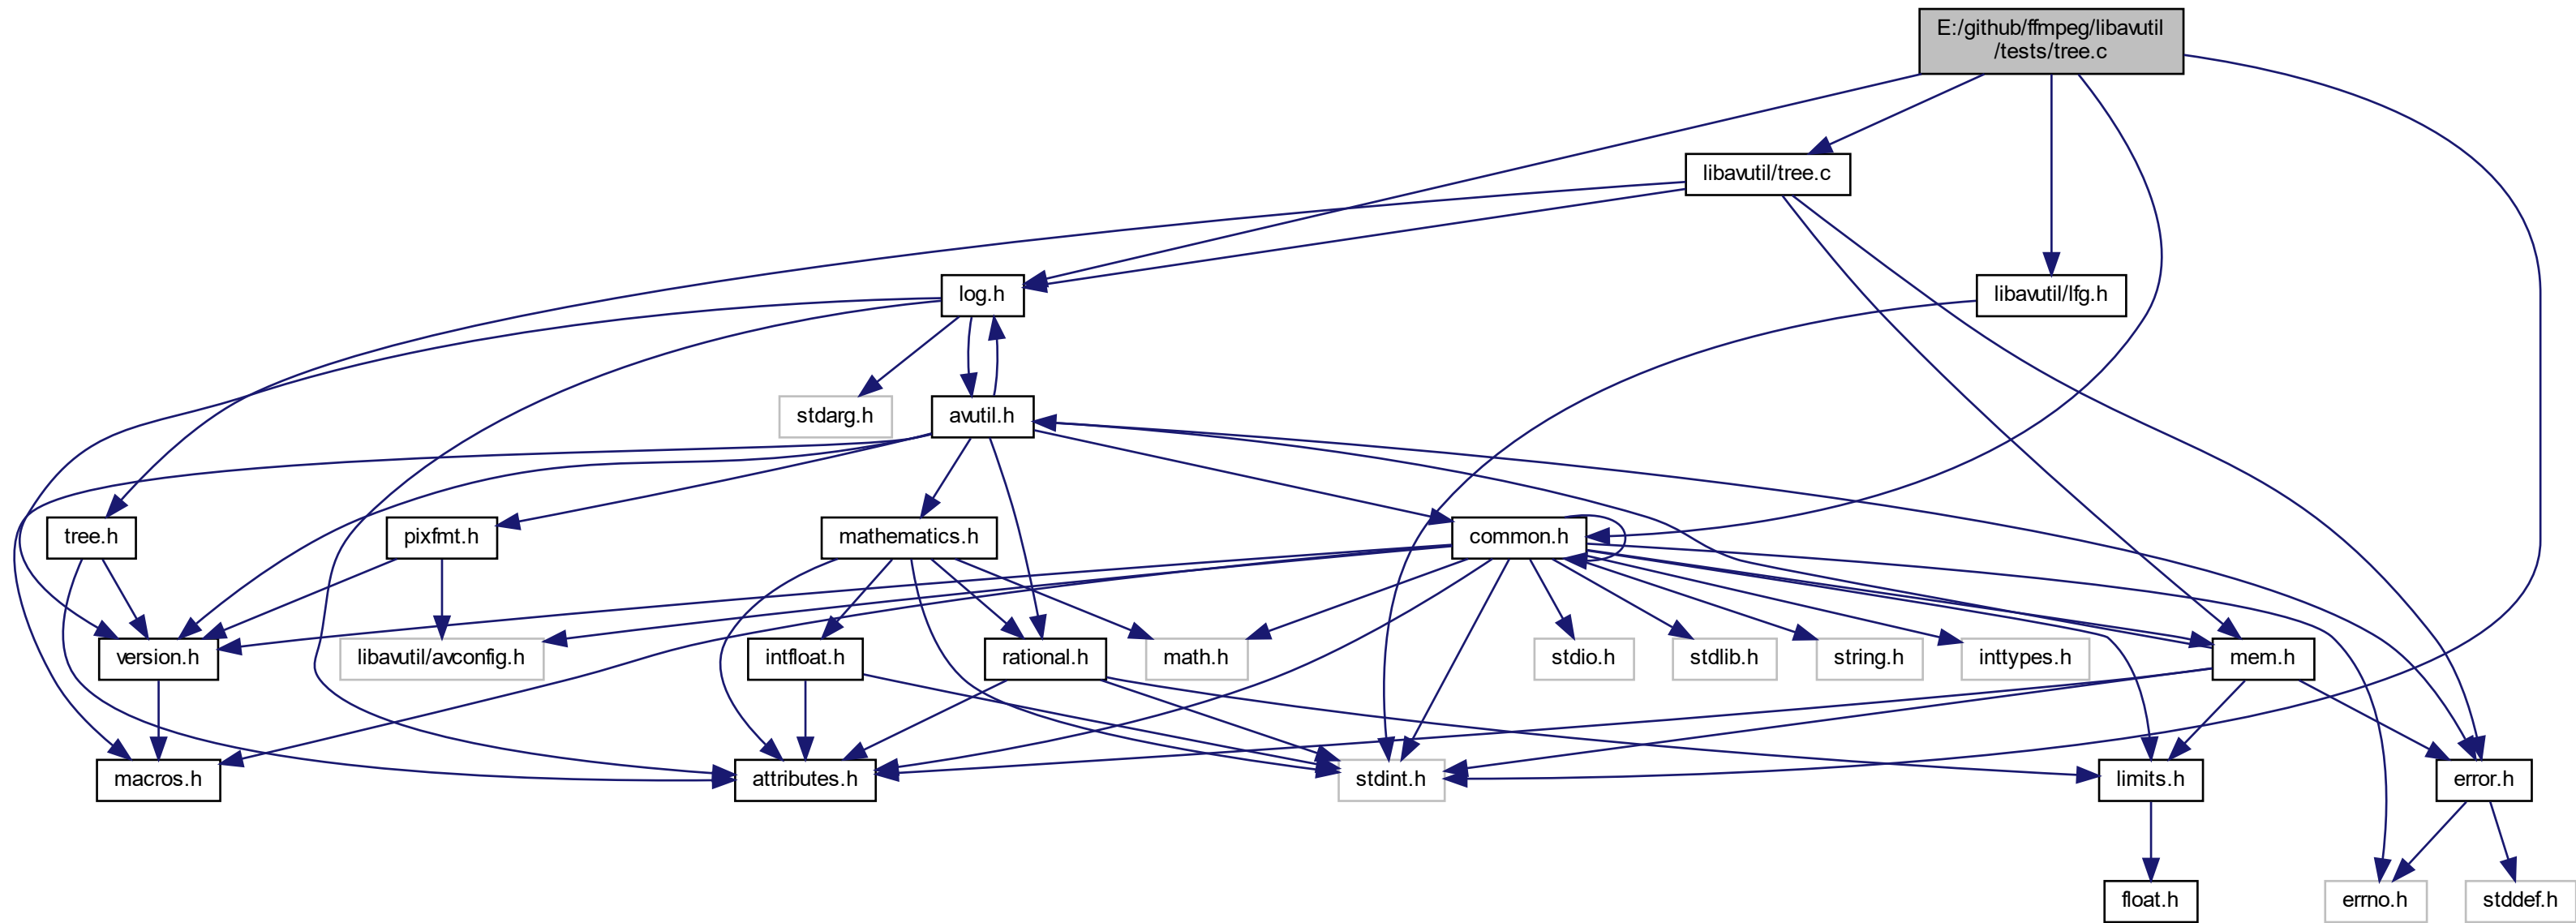 E:/github/ffmpeg/libavutil
/tests/tree.c
libavutil/tree.c
log.h
libavutil/lfg.h
stdarg.h
avutil.h
tree.h
pixfmt.h
mathematics.h
common.h
version.h
libavutil/avconfig.h
intfloat.h
rational.h
math.h
stdio.h
stdlib.h
string.h
inttypes.h
mem.h
macros.h
attributes.h
stdint.h
limits.h
error.h
float.h
errno.h
stddef.h